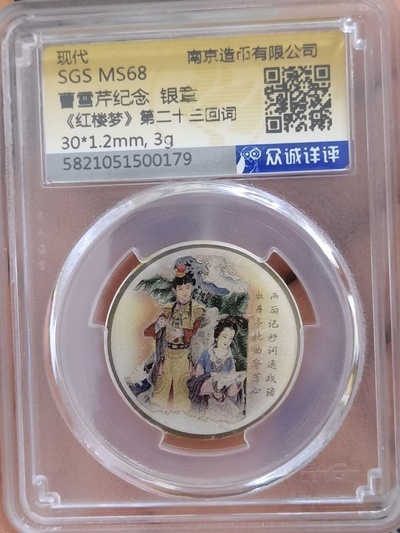 现代 南京造币有限公司
SGS MS68
曹雪芹纪念 银章
《红楼梦》第二十三回词
30*1.2mm, 3g
5821051500179
众诚详评
西厢记妙词通戏语
牡丹亭艳曲警芳心